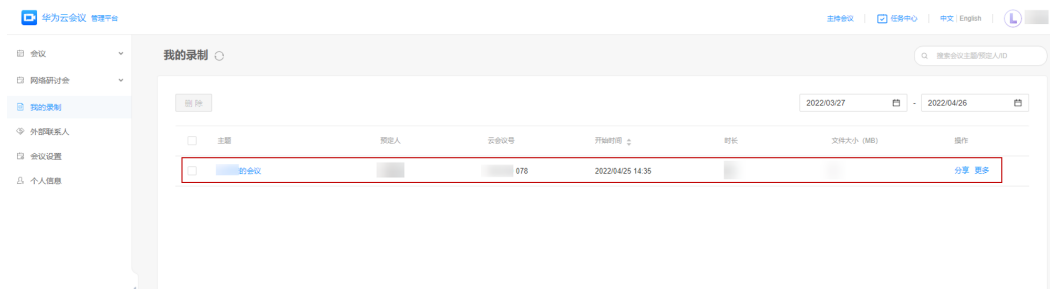 华为云会议 管理平台
主持会议 任务中心 中文 English L
会议
网络研讨会
我的录制
外部联系人
会议设置
个人信息
我的录制
搜索会议主题/预定人/ID
删除
2022/03/27 - 2022/04/26
主题 预定人 云会议号 开始时间 时长 文件大小 (MB) 操作
的会议 078 2022/04/25 14:35 分享 更多